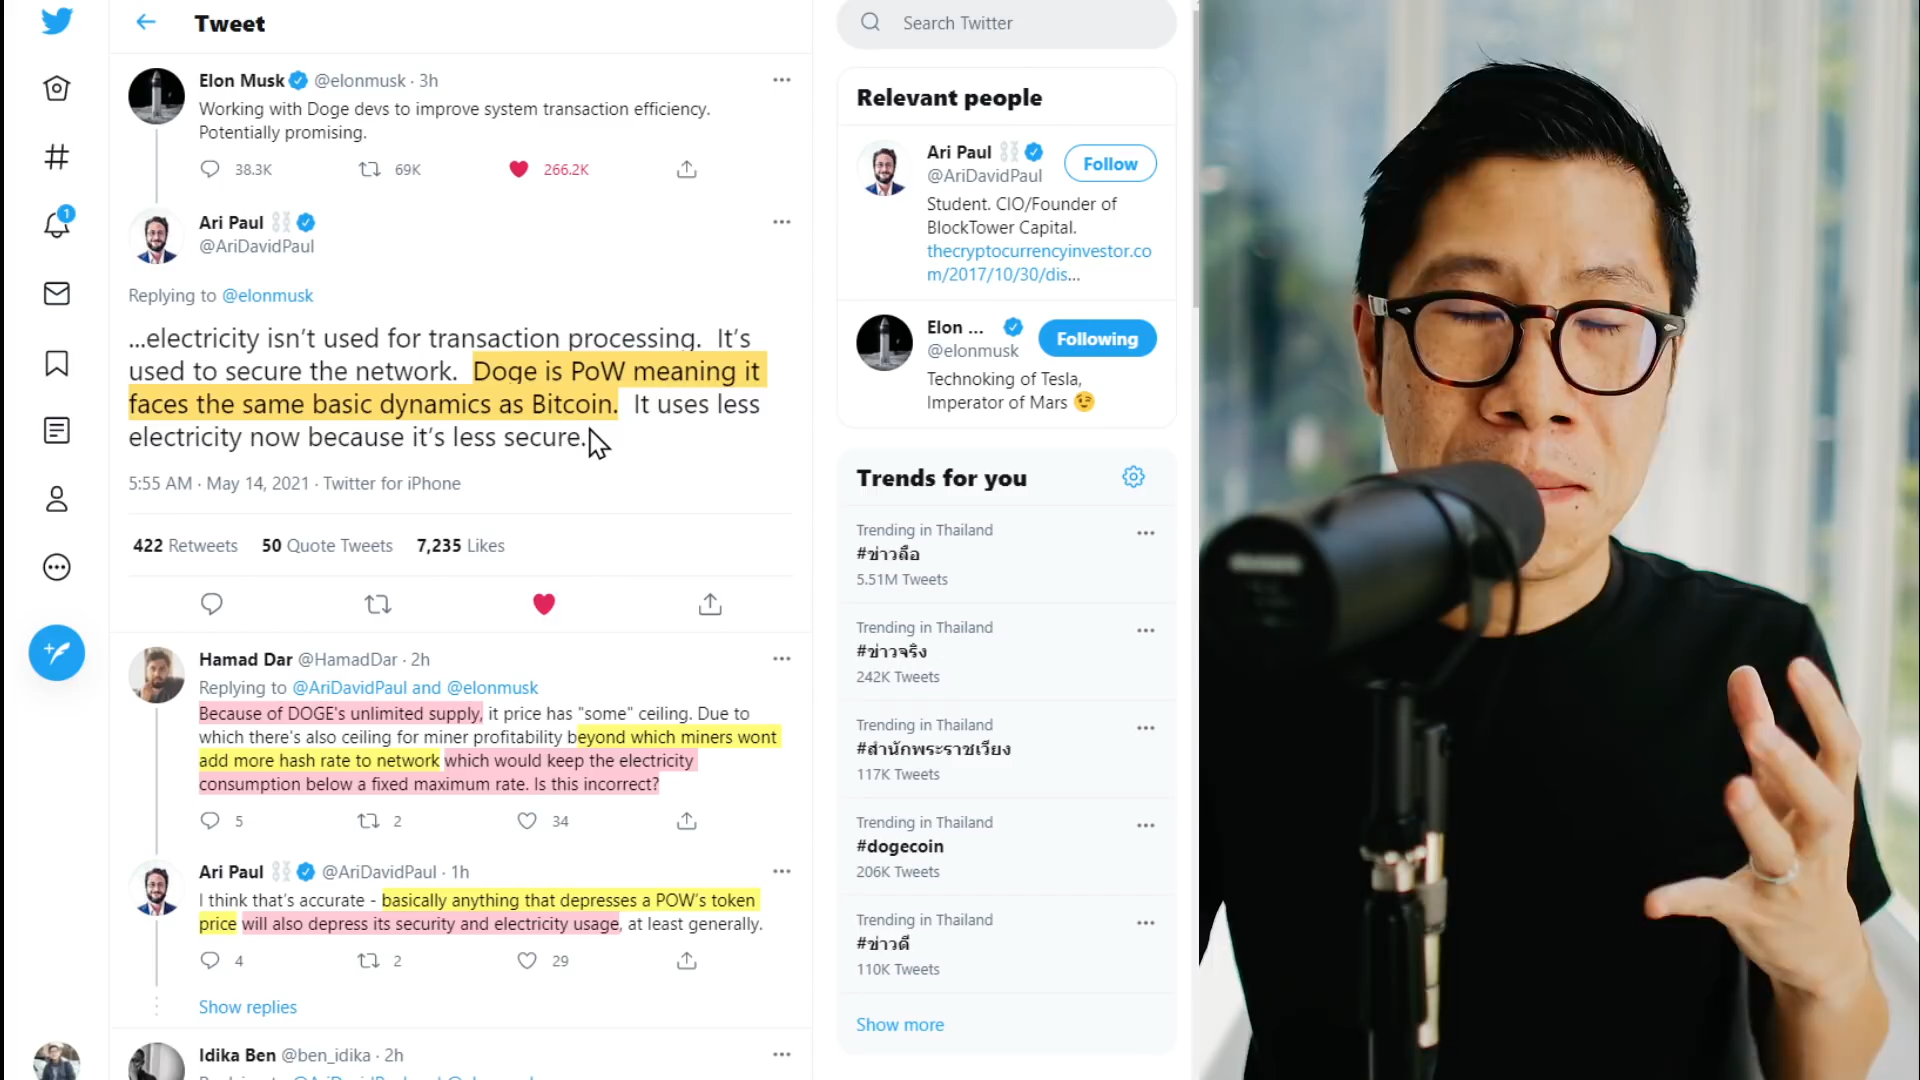 Tweet
Elon Musk @elonmusk · 3h
Working with Doge devs to improve system transaction efficiency.
Potentially promising.
38.3K 69K 266.2K
Ari Paul
@AriDavidPaul
Replying to @elonmusk
...electricity isn’t used for transaction processing. It’s
used to secure the network. Doge is PoW meaning it
faces the same basic dynamics as Bitcoin. It uses less
electricity now because it’s less secure.
5:55 AM · May 14, 2021 · Twitter for iPhone
422 Retweets 50 Quote Tweets 7,235 Likes
Hamad Dar @HamadDar · 2h
Replying to @AriDavidPaul and @elonmusk
Because of DOGE's unlimited supply, it price has "some" ceiling. Due to
which there's also ceiling for miner profitability beyond which miners wont
add more hash rate to network which would keep the electricity
consumption below a fixed maximum rate. Is this incorrect?
5 2 34
Ari Paul @AriDavidPaul · 1h
I think that’s accurate - basically anything that depresses a POW’s token
price will also depress its security and electricity usage, at least generally.
4 2 29
Show replies
Idika Ben @ben_idika · 2h
1
Search Twitter
Relevant people
Ari Paul Follow
@AriDavidPaul
Student. CIO/Founder of
BlockTower Capital.
thecryptocurrencyinvestor.co
m/2017/10/30/dis...
Elon ... Following
@elonmusk
Technoking of Tesla,
Imperator of Mars 😉
Trends for you
Trending in Thailand
#ข่าวลือ
5.51M Tweets
Trending in Thailand
#ข่าวจริง
242K Tweets
Trending in Thailand
#สำนักพระราชเวียง
117K Tweets
Trending in Thailand
#dogecoin
206K Tweets
Trending in Thailand
#ข่าวดี
110K Tweets
Show more